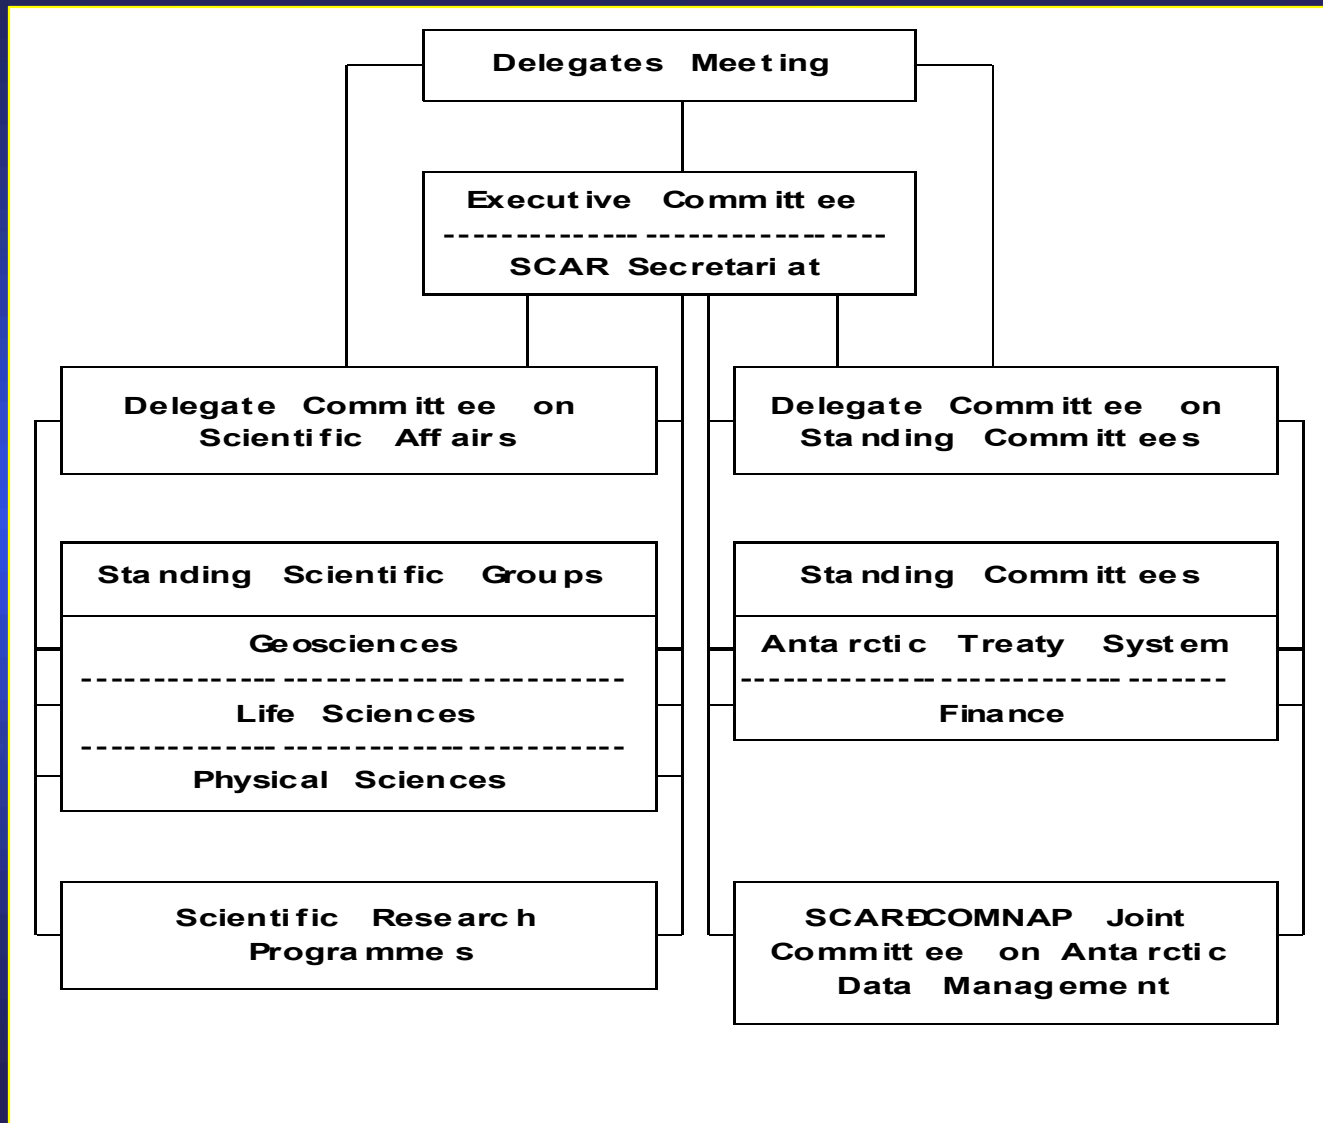 Delegates Meeting
Executive Committee
SCAR Secretariat
Delegate Committee on
Scientific Affairs
Delegate Committee on
Standing Committees
Standing Scientific Groups
Geosciences
Life Sciences
Physical Sciences
Standing Committees
Antarctic Treaty System
Finance
Scientific Research
Programmes
SCARÐCOMNAP Joint
Committee on Antarctic
Data Management